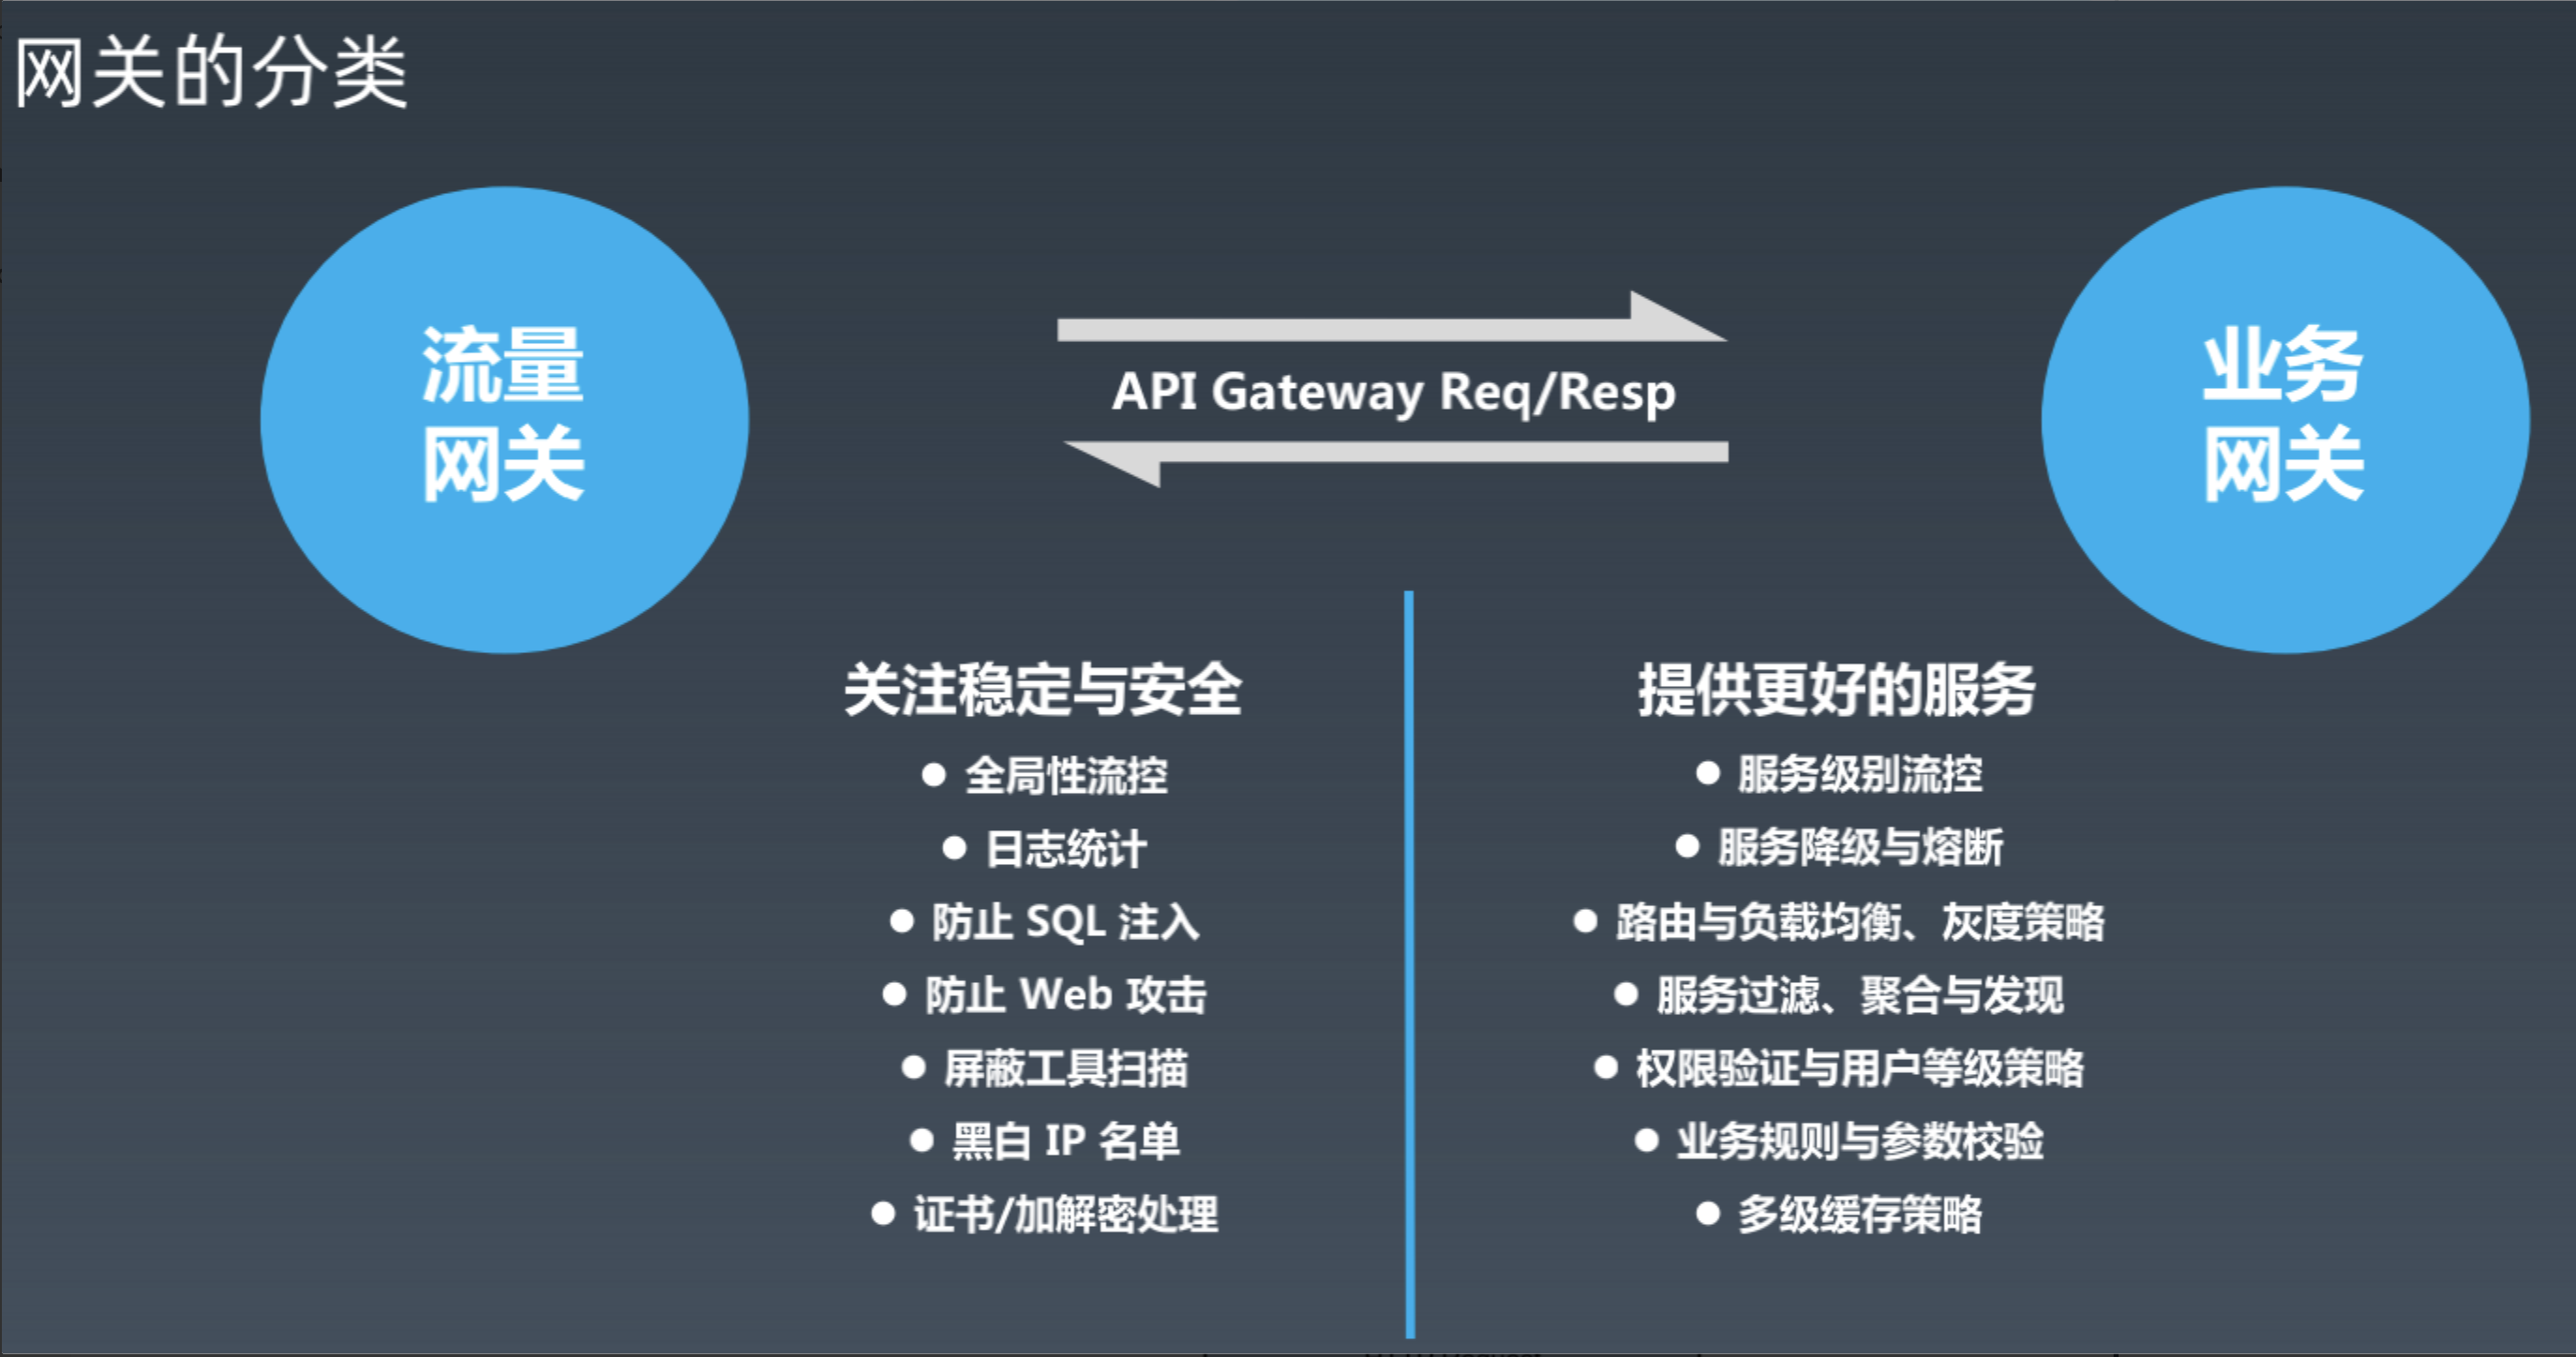 网关的分类
流量
网关
API Gateway Req/Resp
业务
网关
关注稳定与安全
● 全局性流控
● 日志统计
● 防止 SQL 注入
● 防止 Web 攻击
● 屏蔽工具扫描
● 黑白 IP 名单
● 证书/加解密处理
提供更好的服务
● 服务级别流控
● 服务降级与熔断
● 路由与负载均衡、灰度策略
● 服务过滤、聚合与发现
● 权限验证与用户等级策略
● 业务规则与参数校验
● 多级缓存策略